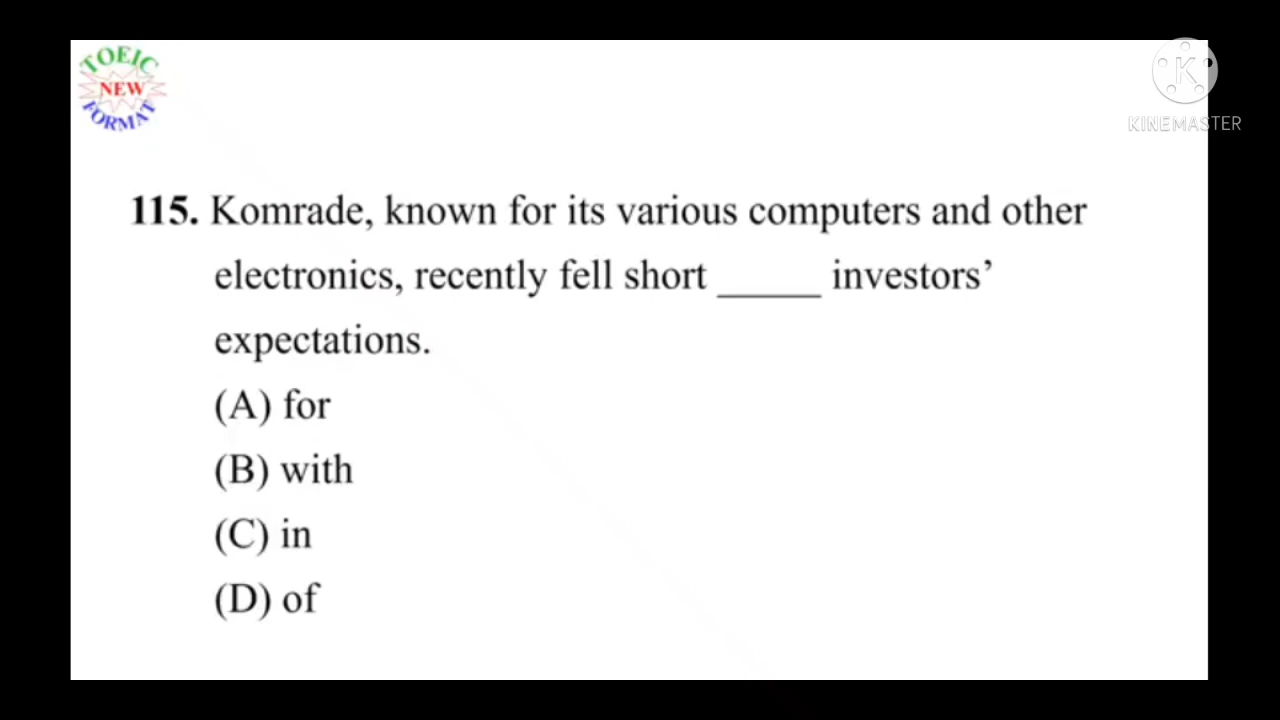 TOEIC
NEW
FORMAT
KINEMASTER
115. Komrade, known for its various computers and other
electronics, recently fell short _____ investors’
expectations.
(A) for
(B) with
(C) in
(D) of